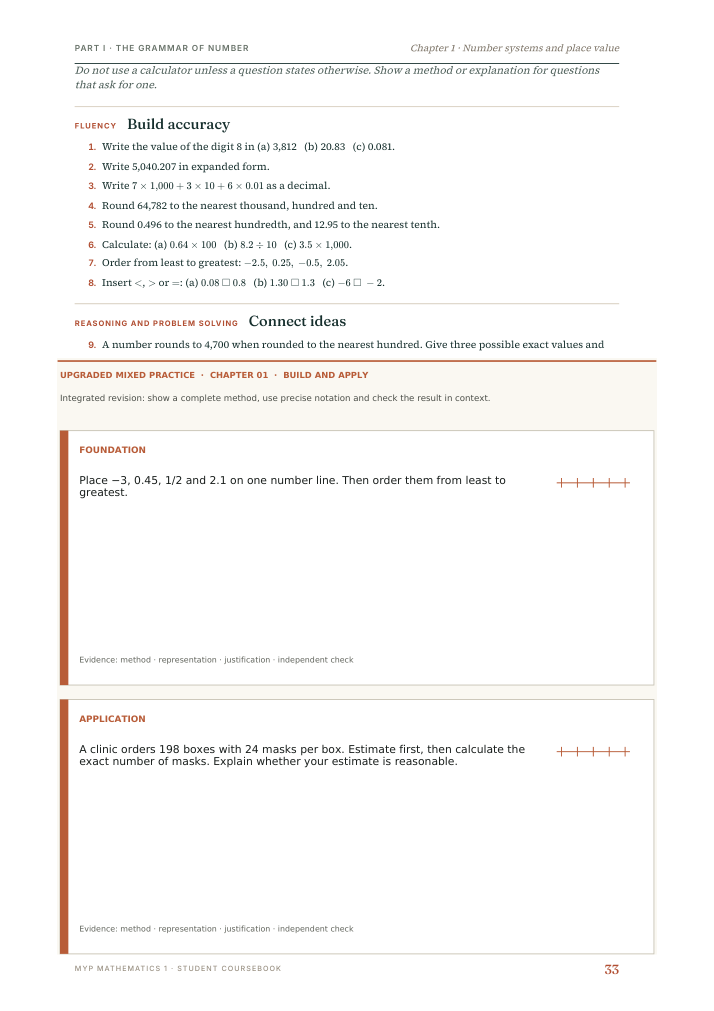 PART I · THE GRAMMAR OF NUMBER
Chapter 1 · Number systems and place value
Do not use a calculator unless a question states otherwise. Show a method or explanation for questions
that ask for one.
FLUENCY Build accuracy
1. Write the value of the digit 8 in (a) 3,812 (b) 20.83 (c) 0.081.
2. Write 5,040.207 in expanded form.
3. Write 7 × 1,000 + 3 × 10 + 6 × 0.01 as a decimal.
4. Round 64,782 to the nearest thousand, hundred and ten.
5. Round 0.496 to the nearest hundredth, and 12.95 to the nearest tenth.
6. Calculate: (a) 0.64 × 100 (b) 8.2 ÷ 10 (c) 3.5 × 1,000.
7. Order from least to greatest: −2.5, 0.25, −0.5, 2.05.
8. Insert <, > or =: (a) 0.08 □ 0.8 (b) 1.30 □ 1.3 (c) −6 □ − 2.
REASONING AND PROBLEM SOLVING Connect ideas
9. A number rounds to 4,700 when rounded to the nearest hundred. Give three possible exact values and
UPGRADED MIXED PRACTICE · CHAPTER 01 · BUILD AND APPLY
Integrated revision: show a complete method, use precise notation and check the result in context.
FOUNDATION
Place −3, 0.45, 1/2 and 2.1 on one number line. Then order them from least to
greatest.
Evidence: method · representation · justification · independent check
APPLICATION
A clinic orders 198 boxes with 24 masks per box. Estimate first, then calculate the
exact number of masks. Explain whether your estimate is reasonable.
Evidence: method · representation · justification · independent check
MYP MATHEMATICS 1 · STUDENT COURSEBOOK
33